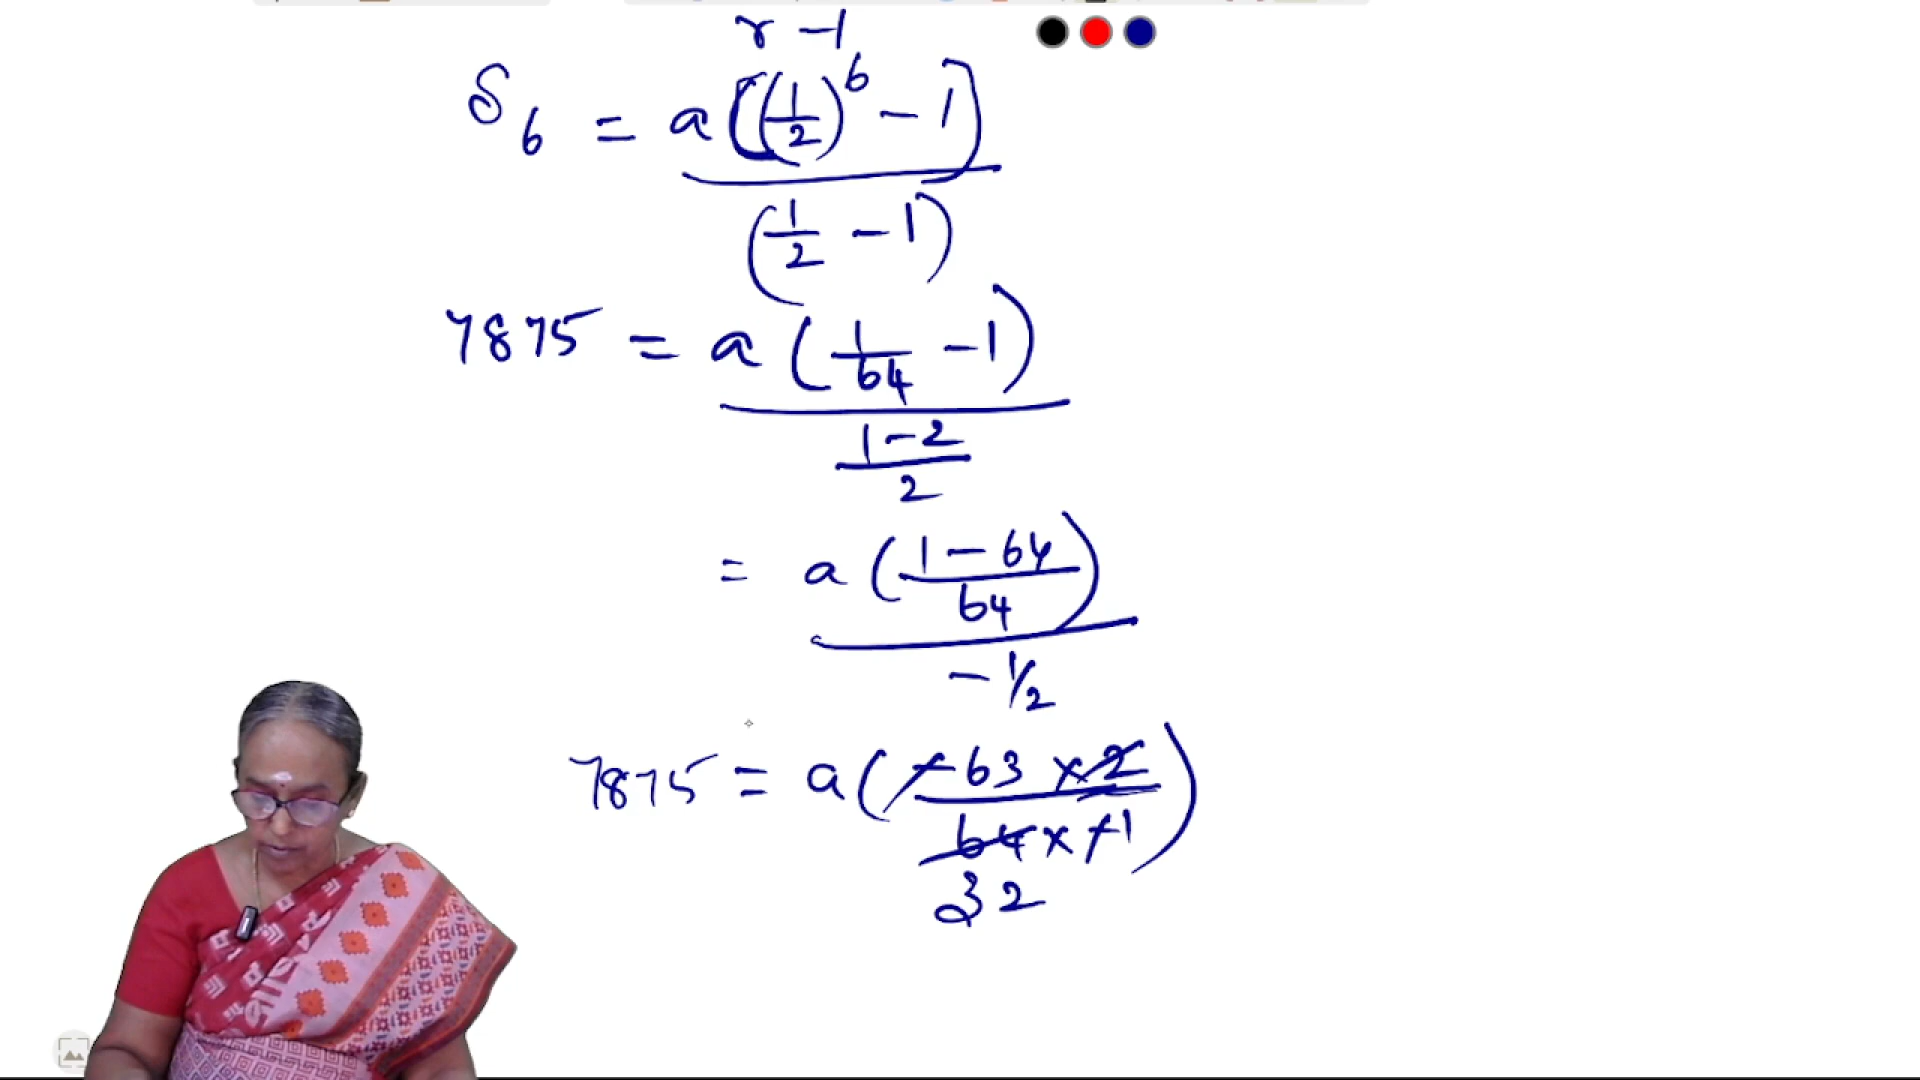 r - 1
S6 = a((1/2)^6 - 1)
(1/2 - 1)
7875 = a(1/64 - 1)
1-2
2
= a(1-64/64)
-1/2
7875 = a(-63 x 2
64 x -1)
32